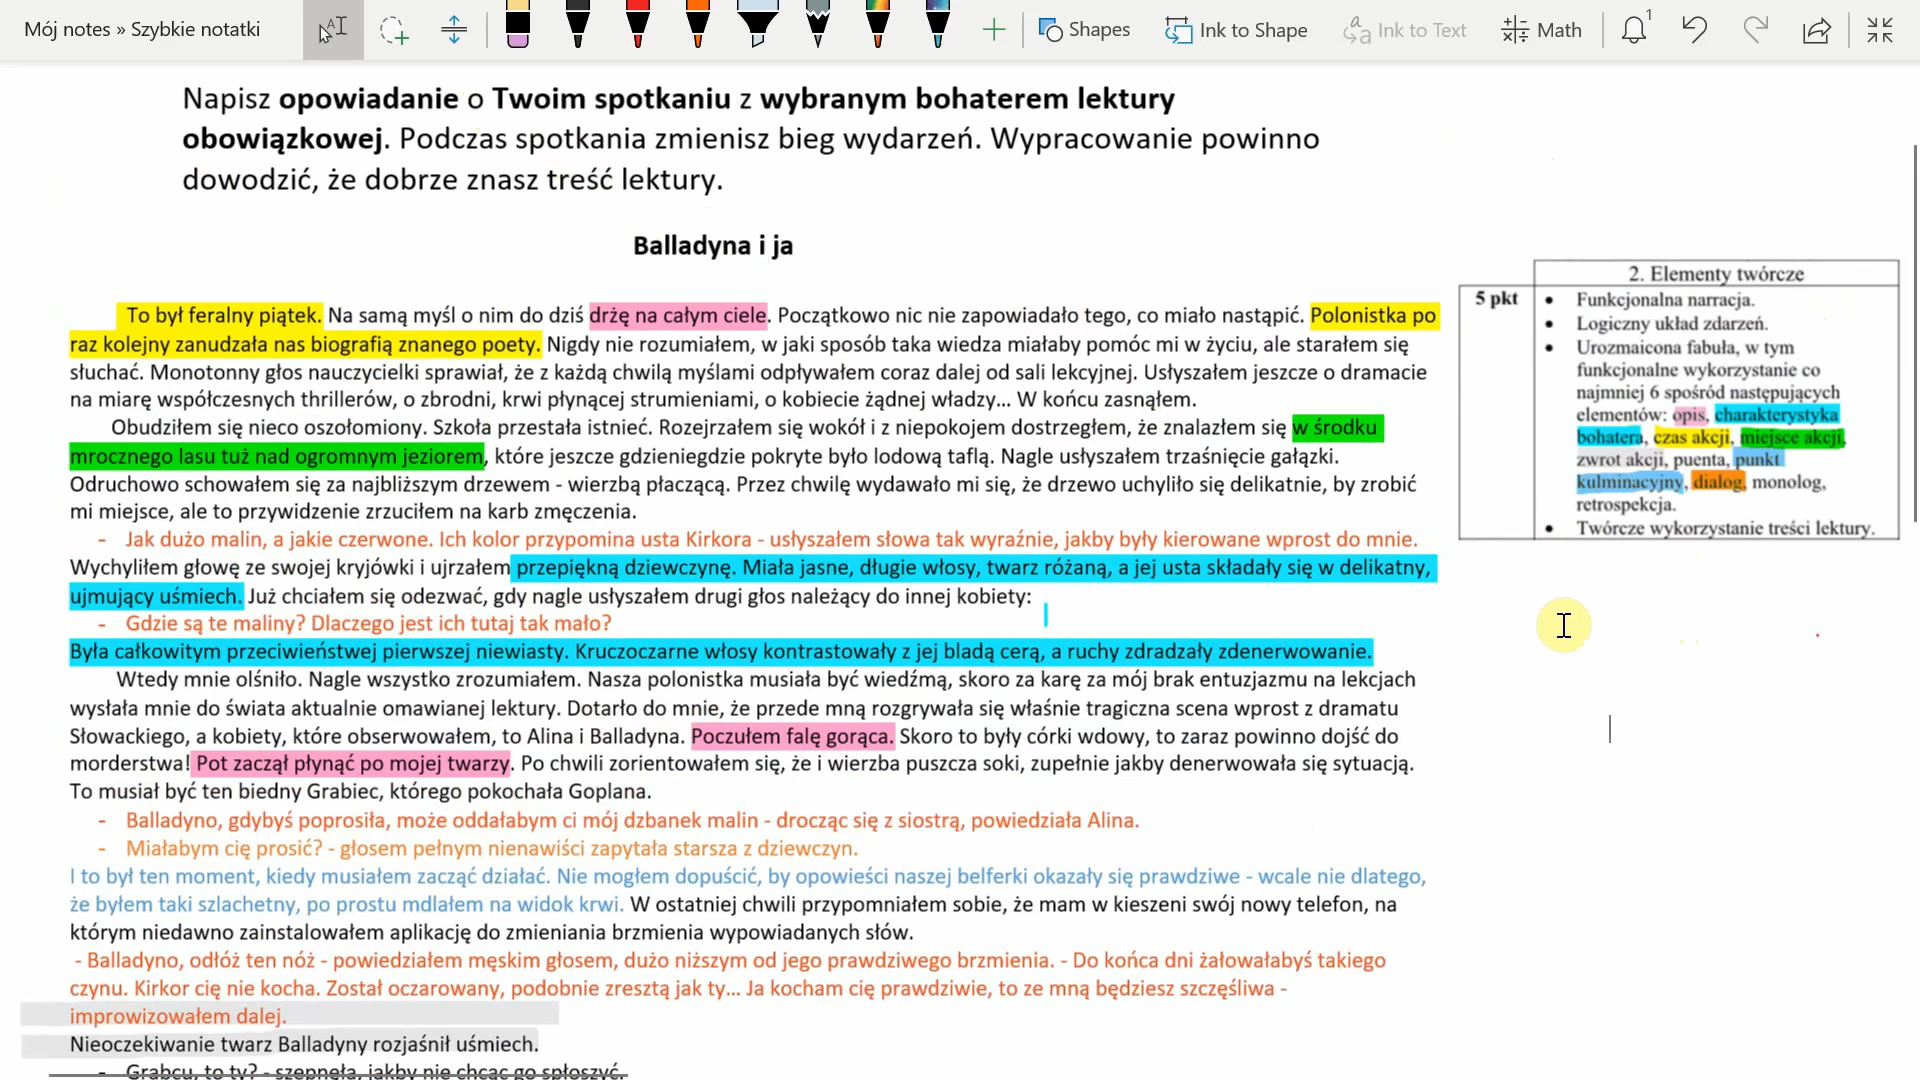 Mój notes » Szybkie notatki
Shapes
Ink to Shape
Ink to Text
Math
1
Napisz opowiadanie o Twoim spotkaniu z wybranym bohaterem lektury
obowiązkowej. Podczas spotkania zmienisz bieg wydarzeń. Wypracowanie powinno
dowodzić, że dobrze znasz treść lektury.
Balladyna i ja
To był feralny piątek. Na samą myśl o nim do dziś drżę na całym ciele. Początkowo nic nie zapowiadało tego, co miało nastąpić. Polonistka po
raz kolejny zanudzała nas biografią znanego poety. Nigdy nie rozumiałem, w jaki sposób taka wiedza miałaby pomóc mi w życiu, ale starałem się
słuchać. Monotonny głos nauczycielki sprawiał, że z każdą chwilą myślami odpływałem coraz dalej od sali lekcyjnej. Usłyszałem jeszcze o dramacie
na miarę współczesnych thrillerów, o zbrodni, krwi płynącej strumieniami, o kobiecie żądnej władzy... W końcu zasnąłem.
Obudziłem się nieco oszołomiony. Szkoła przestała istnieć. Rozejrzałem się wokół i z niepokojem dostrzegłem, że znalazłem się w środku
mrocznego lasu tuż nad ogromnym jeziorem, które jeszcze gdzieniegdzie pokryte było lodową taflą. Nagle usłyszałem trzaśnięcie gałązki.
Odruchowo schowałem się za najbliższym drzewem - wierzbą płaczącą. Przez chwilę wydawało mi się, że drzewo uchyliło się delikatnie, by zrobić
mi miejsce, ale to przywidzenie zrzuciłem na karb zmęczenia.
- Jak dużo malin, a jakie czerwone. Ich kolor przypomina usta Kirkora - usłyszałem słowa tak wyraźnie, jakby były kierowane wprost do mnie.
Wychyliłem głowę ze swojej kryjówki i ujrzałem przepiękną dziewczynę. Miała jasne, długie włosy, twarz różaną, a jej usta składały się w delikatny,
ujmujący uśmiech. Już chciałem się odezwać, gdy nagle usłyszałem drugi głos należący do innej kobiety:
- Gdzie są te maliny? Dlaczego jest ich tutaj tak mało?
Była całkowitym przeciwieństwej pierwszej niewiasty. Kruczoczarne włosy kontrastowały z jej bladą cerą, a ruchy zdradzały zdenerwowanie.
Wtedy mnie olśniło. Nagle wszystko zrozumiałem. Nasza polonistka musiała być wiedźmą, skoro za karę za mój brak entuzjazmu na lekcjach
wysłała mnie do świata aktualnie omawianej lektury. Dotarło do mnie, że przede mną rozgrywała się właśnie tragiczna scena wprost z dramatu
Słowackiego, a kobiety, które obserwowałem, to Alina i Balladyna. Poczułem falę gorąca. Skoro to były córki wdowy, to zaraz powinno dojść do
morderstwa! Pot zaczął płynąć po mojej twarzy. Po chwili zorientowałem się, że i wierzba puszcza soki, zupełnie jakby denerwowała się sytuacją.
To musiał być ten biedny Grabiec, którego pokochała Goplana.
- Balladyno, gdybyś poprosiła, może oddałabym ci mój dzbanek malin - drocząc się z siostrą, powiedziała Alina.
- Miałabym cię prosić? - głosem pełnym nienawiści zapytała starsza z dziewczyn.
I to był ten moment, kiedy musiałem zacząć działać. Nie mogłem dopuścić, by opowieści naszej belferki okazały się prawdziwe - wcale nie dlatego,
że byłem taki szlachetny, po prostu mdlałem na widok krwi. W ostatniej chwili przypomniałem sobie, że mam w kieszeni swój nowy telefon, na
którym niedawno zainstalowałem aplikację do zmieniania brzmienia wypowiadanych słów.
- Balladyno, odłóż ten nóż - powiedziałem męskim głosem, dużo niższym od jego prawdziwego brzmienia. - Do końca dni żałowałabyś takiego
czynu. Kirkor cię nie kocha. Został oczarowany, podobnie zresztą jak ty... Ja kocham cię prawdziwie, to ze mną będziesz szczęśliwa -
improwizowałem dalej.
Nieoczekiwanie twarz Balladyny rozjaśnił uśmiech.
- Grabcu, to ty? - szepnęła, jakby nie chcąc go spłoszyć.
2. Elementy twórcze
5 pkt
• Funkcjonalna narracja.
• Logiczny układ zdarzeń.
• Urozmaicona fabuła, w tym
funkcjonalne wykorzystanie co
najmniej 6 spośród następujących
elementów: opis, charakterystyka
bohatera, czas akcji, miejsce akcji,
zwrot akcji, puenta, punkt
kulminacyjny, dialog, monolog,
retrospekcja.
• Twórcze wykorzystanie treści lektury.